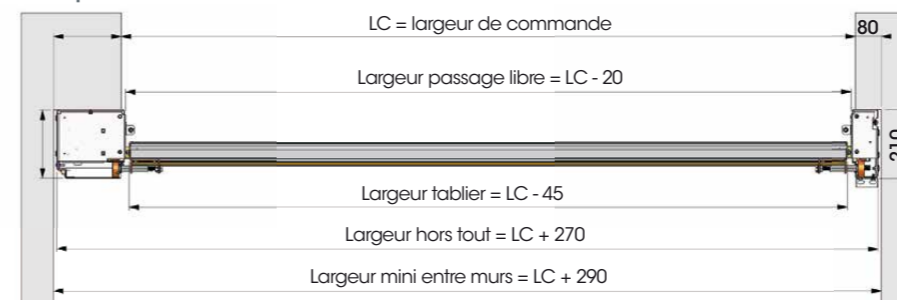 LC = largeur de commande
80
Largeur passage libre = LC - 20
210
Largeur tablier = LC - 45
Largeur hors tout = LC + 270
Largeur mini entre murs = LC + 290